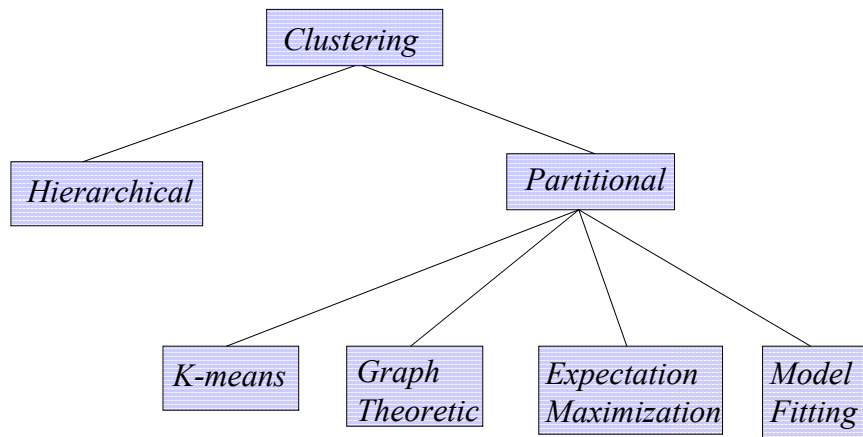 Clustering
Hierarchical
Partitional
K-means
Graph
Theoretic
Expectation
Maximization
Model
Fitting